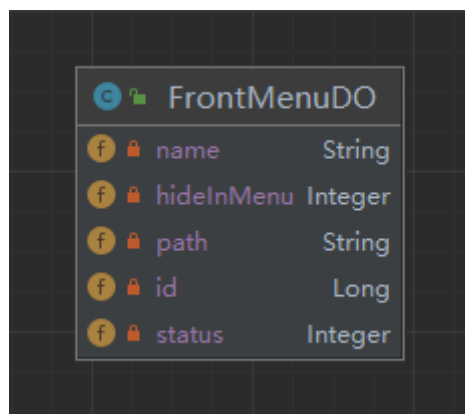 FrontMenuDO
name String
hideInMenu Integer
path String
id Long
status Integer